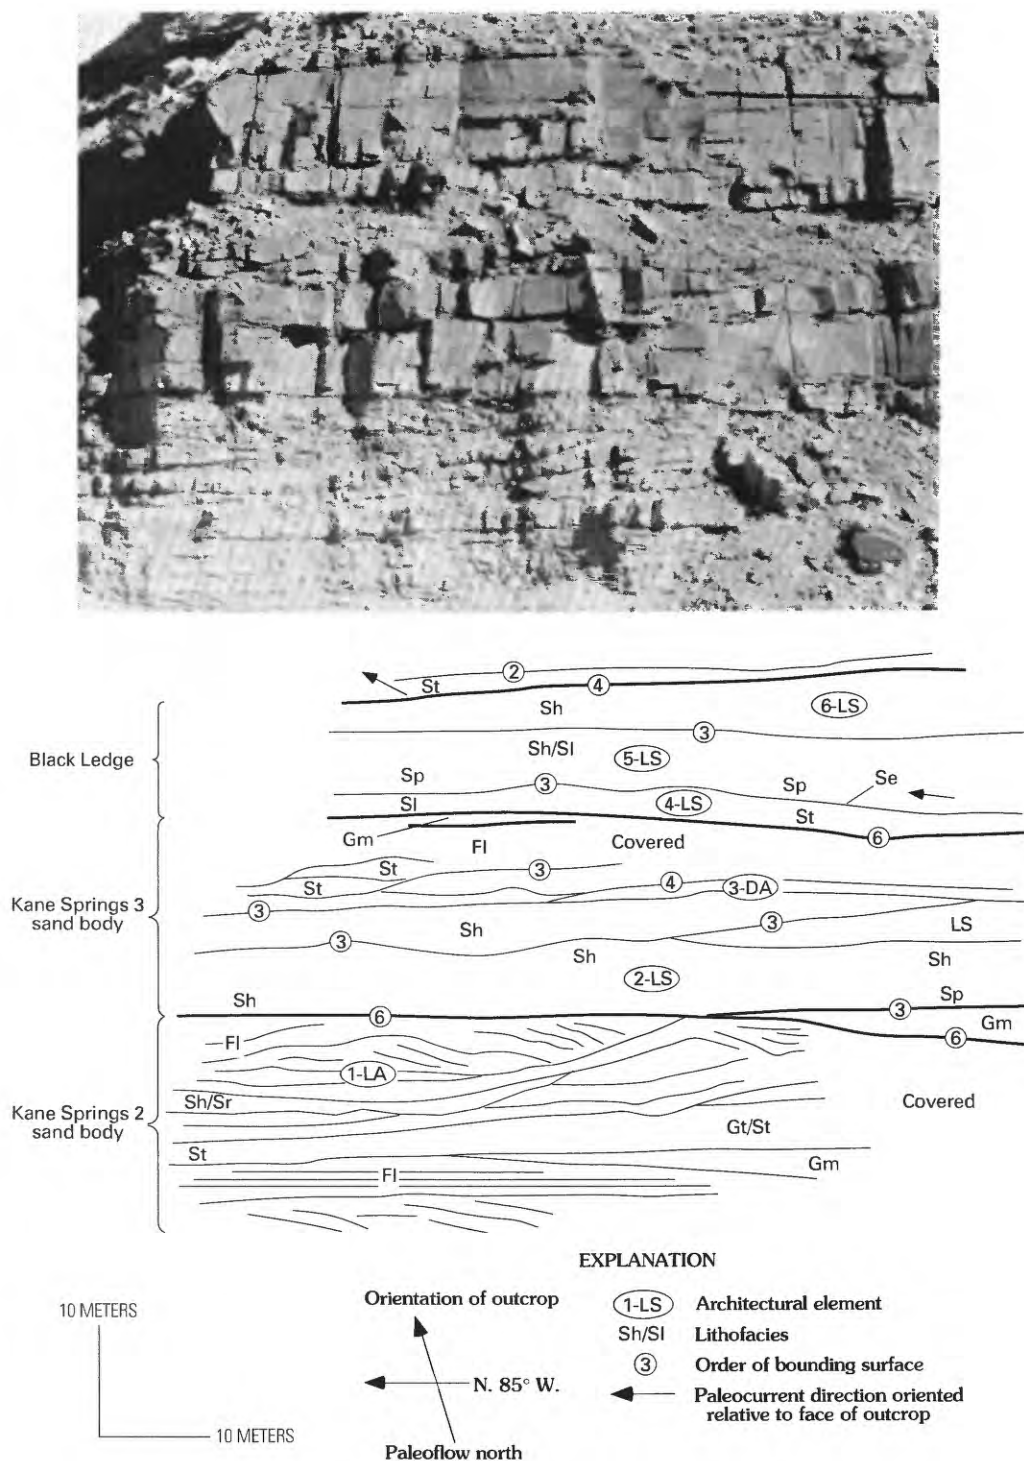 2
St
4
Sh
6-LS
3
Black Ledge
Sh/Sl
5-LS
Sp
3
Sp
Se
Sl
4-LS
St
Gm
Fl
Covered
6
St
3
St
4
3-DA
Kane Springs 3
sand body
3
Sh
3
LS
3
Sh
Sh
2-LS
Sh
Sp
6
3
Gm
Fl
6
1-LA
Sh/Sr
Covered
Kane Springs 2
sand body
Gt/St
St
Gm
Fl
EXPLANATION
10 METERS
10 METERS
Orientation of outcrop
N. 85° W.
Paleoflow north
1-LS Architectural element
Sh/Sl Lithofacies
3 Order of bounding surface
Paleocurrent direction oriented
relative to face of outcrop